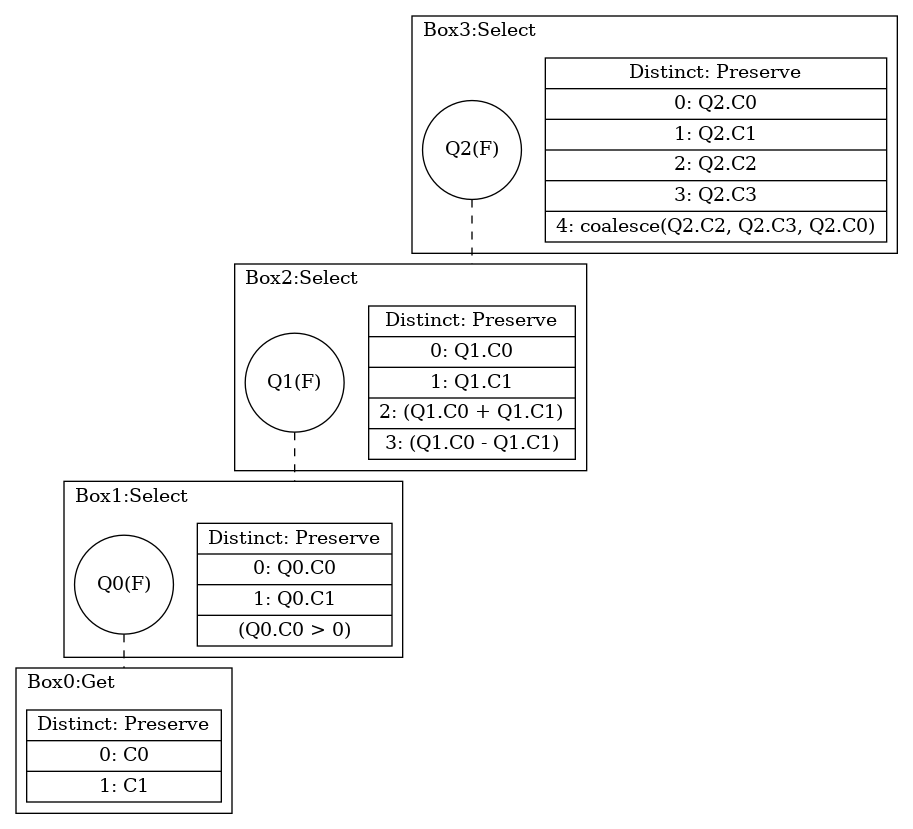 Box3:Select
Distinct: Preserve
0: Q2.C0
1: Q2.C1
Q2(F)
2: Q2.C2
3: Q2.C3
4: coalesce(Q2.C2, Q2.C3, Q2.C0)
Box2:Select
Distinct: Preserve
0: Q1.C0
Q1(F)
1: Q1.C1
2: (Q1.C0 + Q1.C1)
3: (Q1.C0 - Q1.C1)
Box1:Select
Distinct: Preserve
0: Q0.C0
Q0(F)
1: Q0.C1
(Q0.C0 > 0)
Box0:Get
Distinct: Preserve
0: C0
1: C1